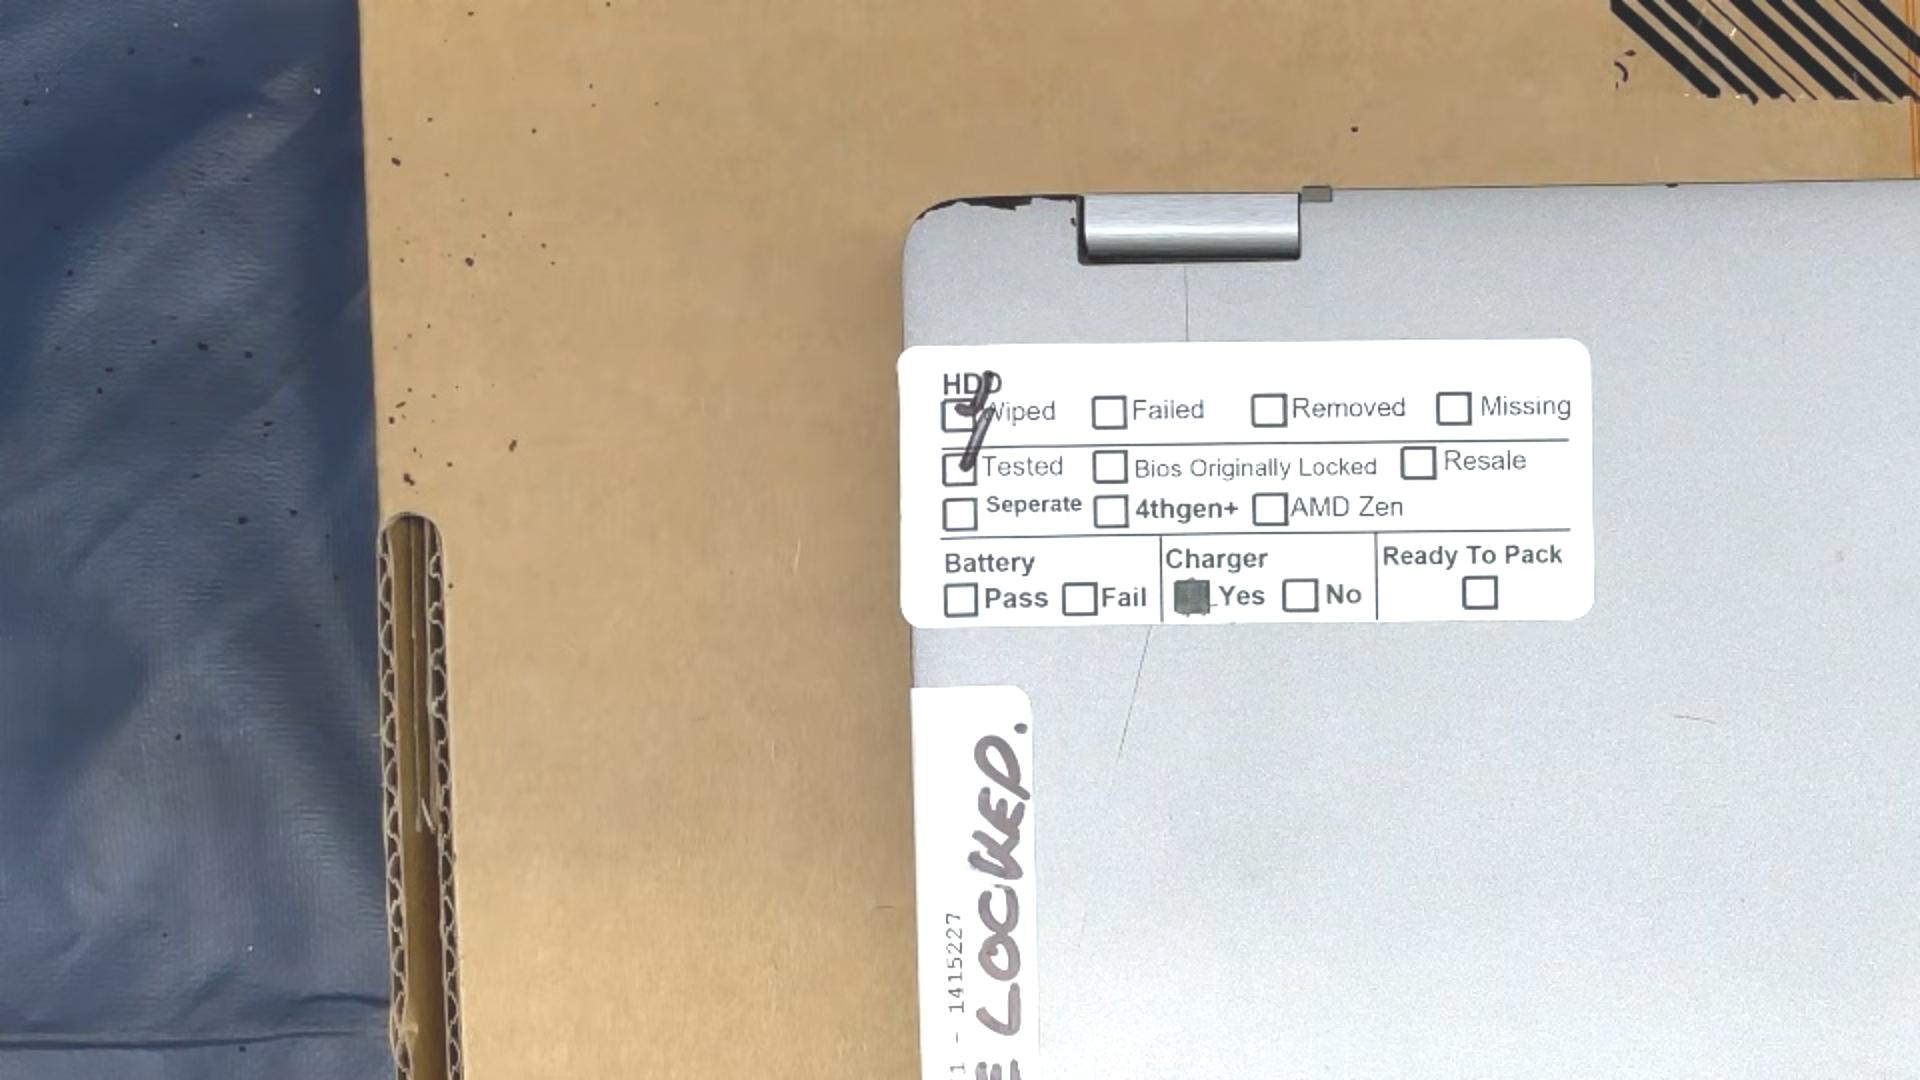 HDD
Wiped Failed Removed Missing
Tested Bios Originally Locked Resale
Seperate 4thgen+ AMD Zen
Battery Charger Ready To Pack
Pass Fail Yes No
LOCKED.
1 - 1415227